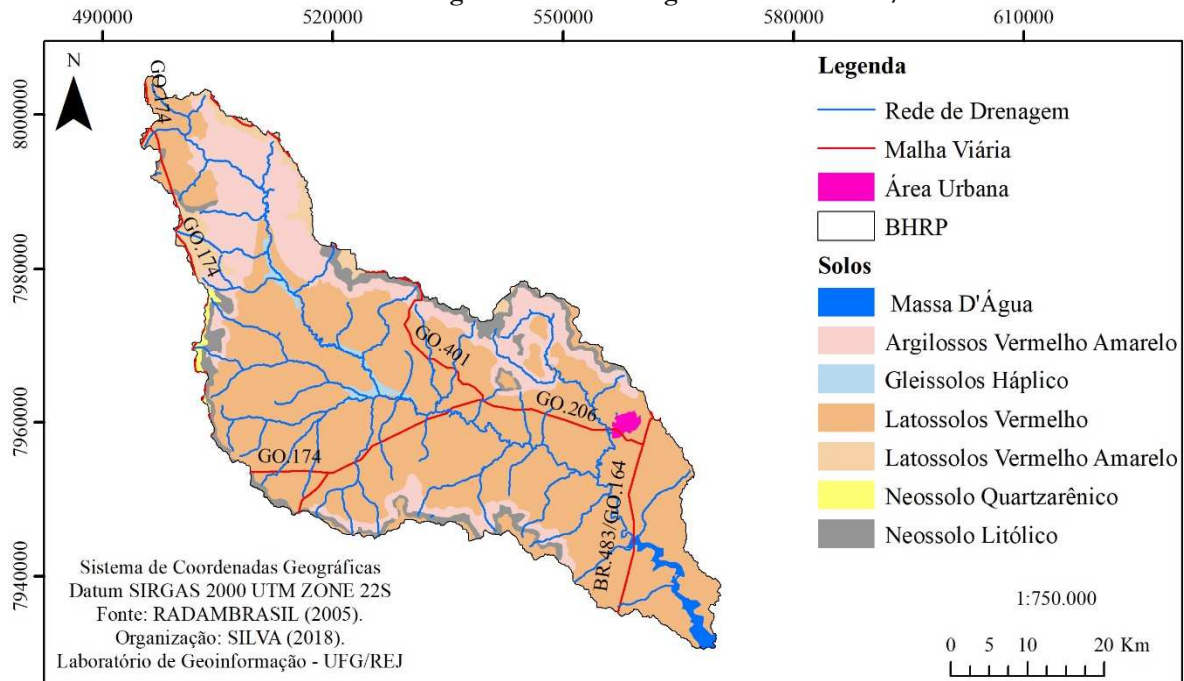 490000 520000 550000 580000 610000
N
8000000
7980000
7960000
7940000
GO.174
GO.174
GO.401
GO.206
GO.174
BR.483/GO.164
Legenda
Rede de Drenagem
Malha Viária
Área Urbana
BHRP
Solos
Massa D'Água
Argilossos Vermelho Amarelo
Gleissolos Háplico
Latossolos Vermelho
Latossolos Vermelho Amarelo
Neossolo Quartzarênico
Neossolo Litólico
Sistema de Coordenadas Geográficas
Datum SIRGAS 2000 UTM ZONE 22S
Fonte: RADAMBRASIL (2005).
Organização: SILVA (2018).
Laboratório de Geoinformação - UFG/REJ
1:750.000
0 5 10 20 Km